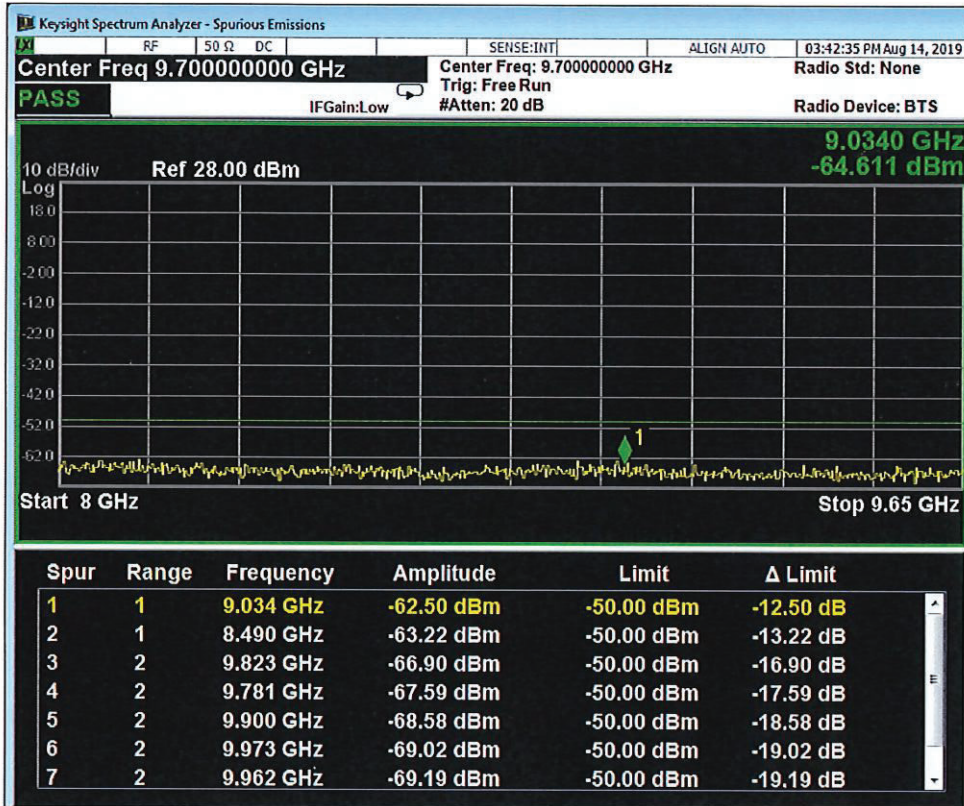 Keysight Spectrum Analyzer - Spurious Emissions
LXI RF 50 Ω DC SENSE:INT ALIGN AUTO 03:42:35 PM Aug 14, 2019
Center Freq 9.700000000 GHz Center Freq: 9.700000000 GHz Radio Std: None
Trig: Free Run
PASS IFGain:Low #Atten: 20 dB Radio Device: BTS
9.0340 GHz
10 dB/div Ref 28.00 dBm -64.611 dBm
Log
18.0
8.00
-2.00
-12.0
-22.0
-32.0
-42.0
-52.0
1
-62.0
Start 8 GHz Stop 9.65 GHz
Spur Range Frequency Amplitude Limit Δ Limit
1 1 9.034 GHz -62.50 dBm -50.00 dBm -12.50 dB
2 1 8.490 GHz -63.22 dBm -50.00 dBm -13.22 dB
3 2 9.823 GHz -66.90 dBm -50.00 dBm -16.90 dB
4 2 9.781 GHz -67.59 dBm -50.00 dBm -17.59 dB
5 2 9.900 GHz -68.58 dBm -50.00 dBm -18.58 dB
6 2 9.973 GHz -69.02 dBm -50.00 dBm -19.02 dB
7 2 9.962 GHz -69.19 dBm -50.00 dBm -19.19 dB